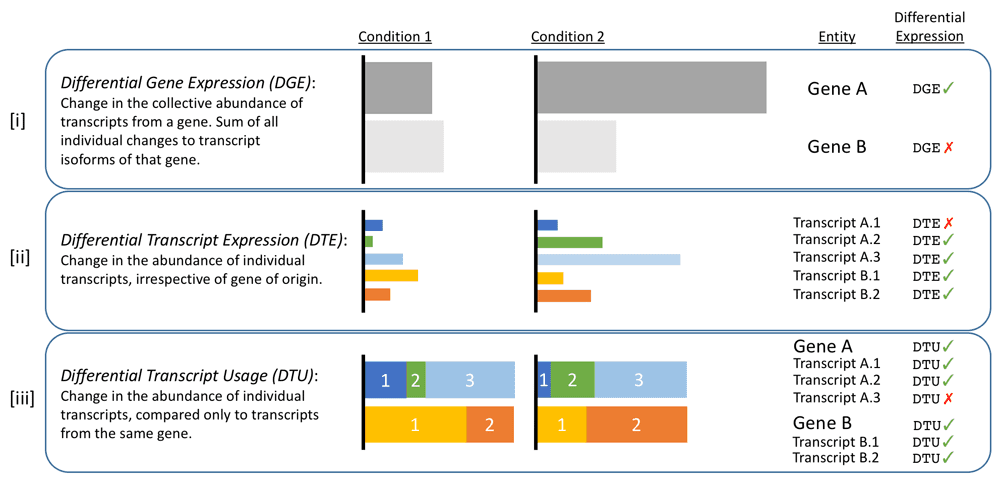 Condition 1
Condition 2
Entity
Differential
Expression
[i]
Differential Gene Expression (DGE):
Change in the collective abundance of
transcripts from a gene. Sum of all
individual changes to transcript
isoforms of that gene.
Gene A
DGE ✓
Gene B
DGE ✗
[ii]
Differential Transcript Expression (DTE):
Change in the abundance of individual
transcripts, irrespective of gene of origin.
Transcript A.1 DTE ✗
Transcript A.2 DTE ✓
Transcript A.3 DTE ✓
Transcript B.1 DTE ✓
Transcript B.2 DTE ✓
[iii]
Differential Transcript Usage (DTU):
Change in the abundance of individual
transcripts, compared only to transcripts
from the same gene.
1 2 3
1 2
1 2 3
1 2
Gene A DTU ✓
Transcript A.1 DTU ✓
Transcript A.2 DTU ✓
Transcript A.3 DTU ✗
Gene B DTU ✓
Transcript B.1 DTU ✓
Transcript B.2 DTU ✓